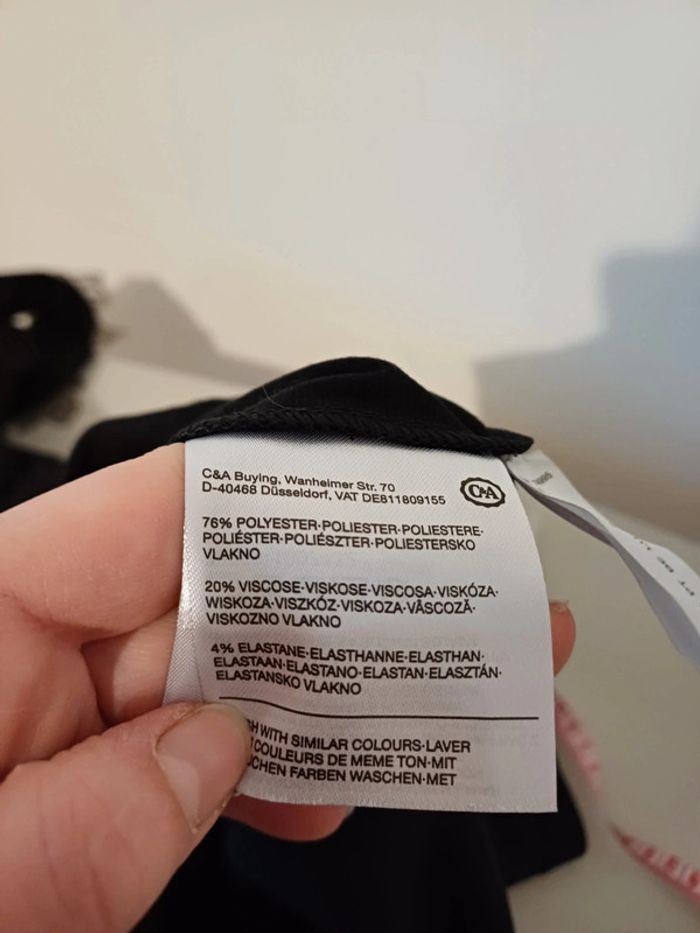 C&A Buying, Wanheimer Str. 70
D-40468 Düsseldorf, VAT DE811809155
C&A
76% POLYESTER·POLIESTER·POLIESTERE·
POLIÉSTER·POLIÉSZTER·POLIESTERSKO
VLAKNO
20% VISCOSE·VISKOSE·VISCOSA·VISKÓZA·
WISKOZA·VISZKÓZ·VISKOZA·VÂSCOZĂ·
VISKOZNO VLAKNO
4% ELASTANE·ELASTHANNE·ELASTHAN·
ELASTAAN·ELASTANO·ELASTAN·ELASZTÁN·
ELASTANSKO VLAKNO
WITH SIMILAR COLOURS·LAVER
COULEURS DE MEME TON·MIT
FARBEN WASCHEN·MET